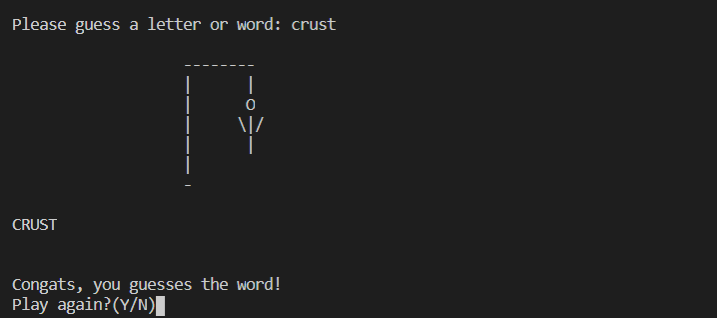 Please guess a letter or word: crust
--------
|      |
|      O
|     \|/
|      |
|
-
CRUST
Congats, you guesses the word!
Play again?(Y/N)